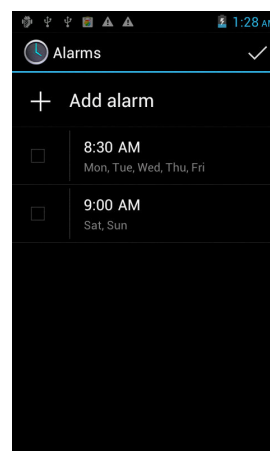 1:28 AM
Alarms
Add alarm
8:30 AM
Mon, Tue, Wed, Thu, Fri
9:00 AM
Sat, Sun